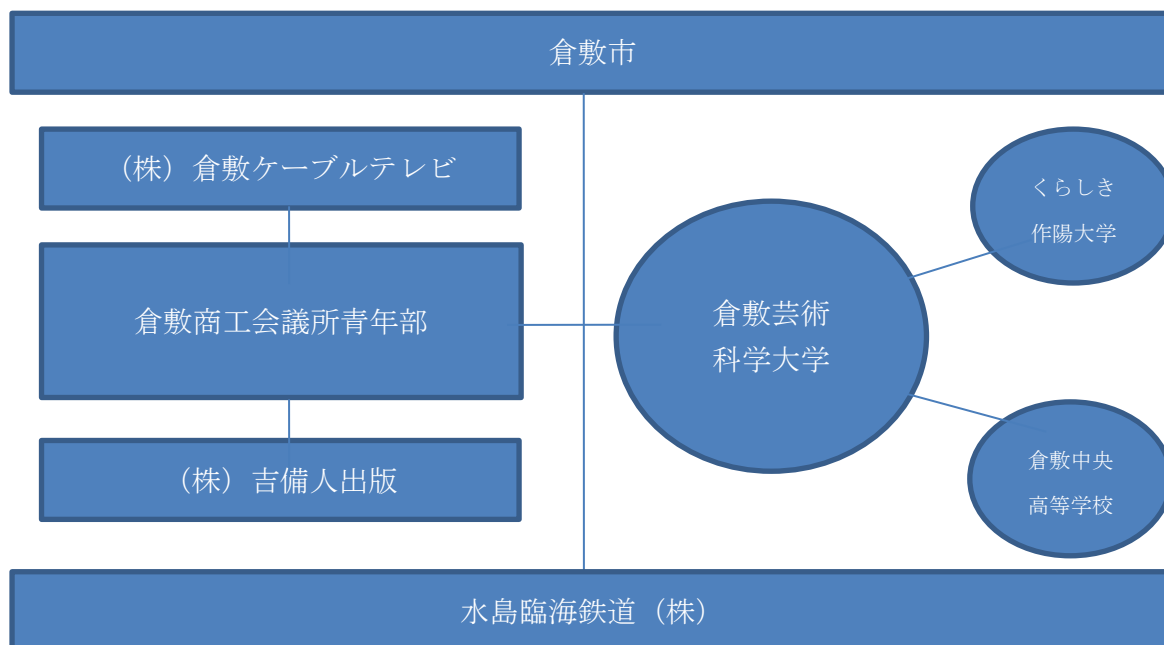 倉敷市
（株）倉敷ケーブルテレビ
くらしき
作陽大学
倉敷商工会議所青年部
倉敷芸術
科学大学
（株）吉備人出版
倉敷中央
高等学校
水島臨海鉄道（株）